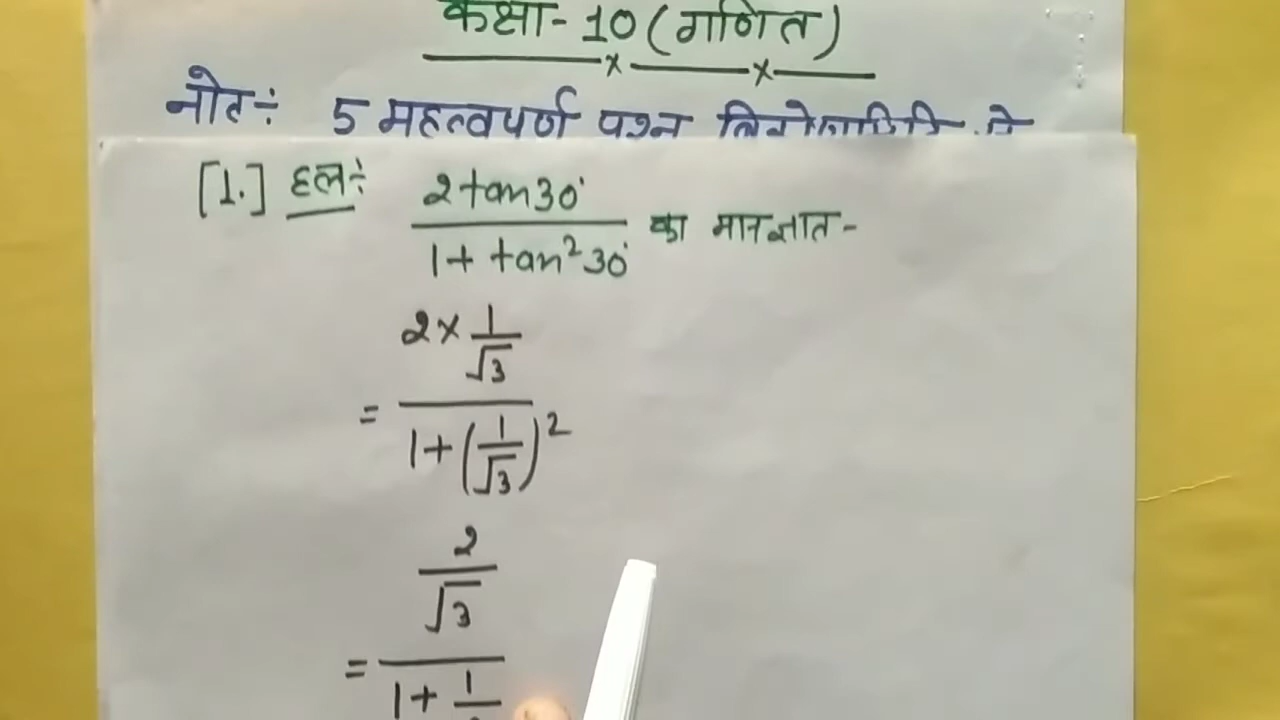 कक्षा- 10 (गणित)
नोट÷ 5 महत्वपूर्ण प्रश्न
[1.] हल÷ 2tan30° / 1 + tan²30° का मान ज्ञात -
= 2 × 1/√3 / 1 + (1/√3)²
= 2/√3 / 1 + 1